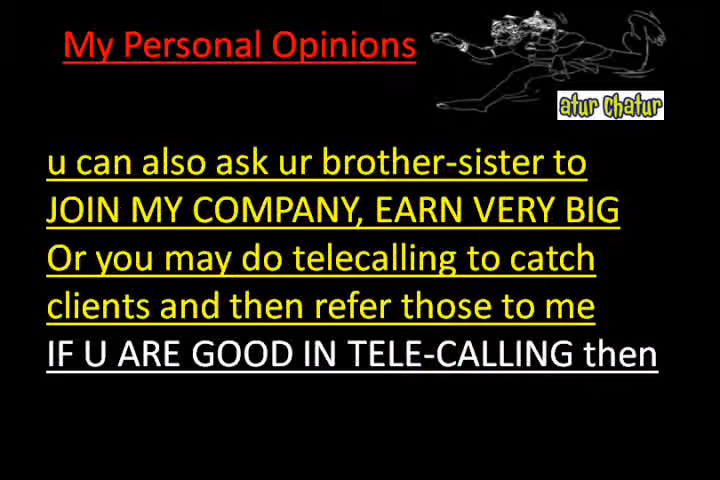 My Personal Opinions
atur chatur
u can also ask ur brother-sister to
JOIN MY COMPANY, EARN VERY BIG
Or you may do telecalling to catch
clients and then refer those to me
IF U ARE GOOD IN TELE-CALLING then